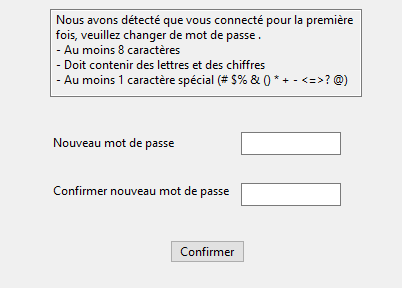 Nous avons détecté que vous connecté pour la première
fois, veuillez changer de mot de passe .
- Au moins 8 caractères
- Doit contenir des lettres et des chiffres
- Au moins 1 caractère spécial (# $% & () * + - <=>? @)
Nouveau mot de passe
Confirmer nouveau mot de passe
Confirmer